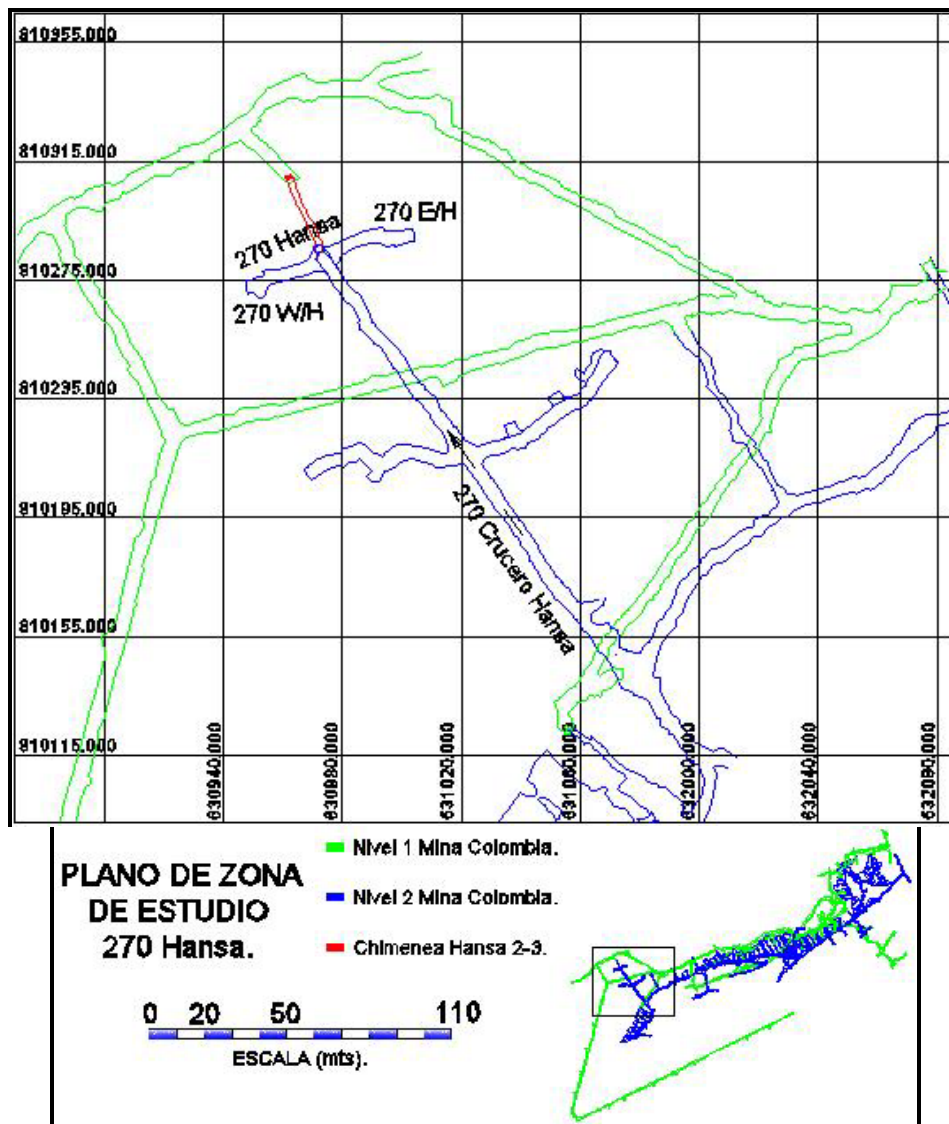 810955.000
810915.000
270 E/H
270 Hansa
810275.000
270 W/H
810235.000
810195.000
270 Crucero Hansa
810155.000
810115.000
630940.000
630980.000
631020.000
631060.000
632000.000
632040.000
632080.000
PLANO DE ZONA
DE ESTUDIO
270 Hansa.
Nivel 1 Mina Colombia.
Nivel 2 Mina Colombia.
Chimenea Hansa 2-3.
0 20 50 110
ESCALA (mts).